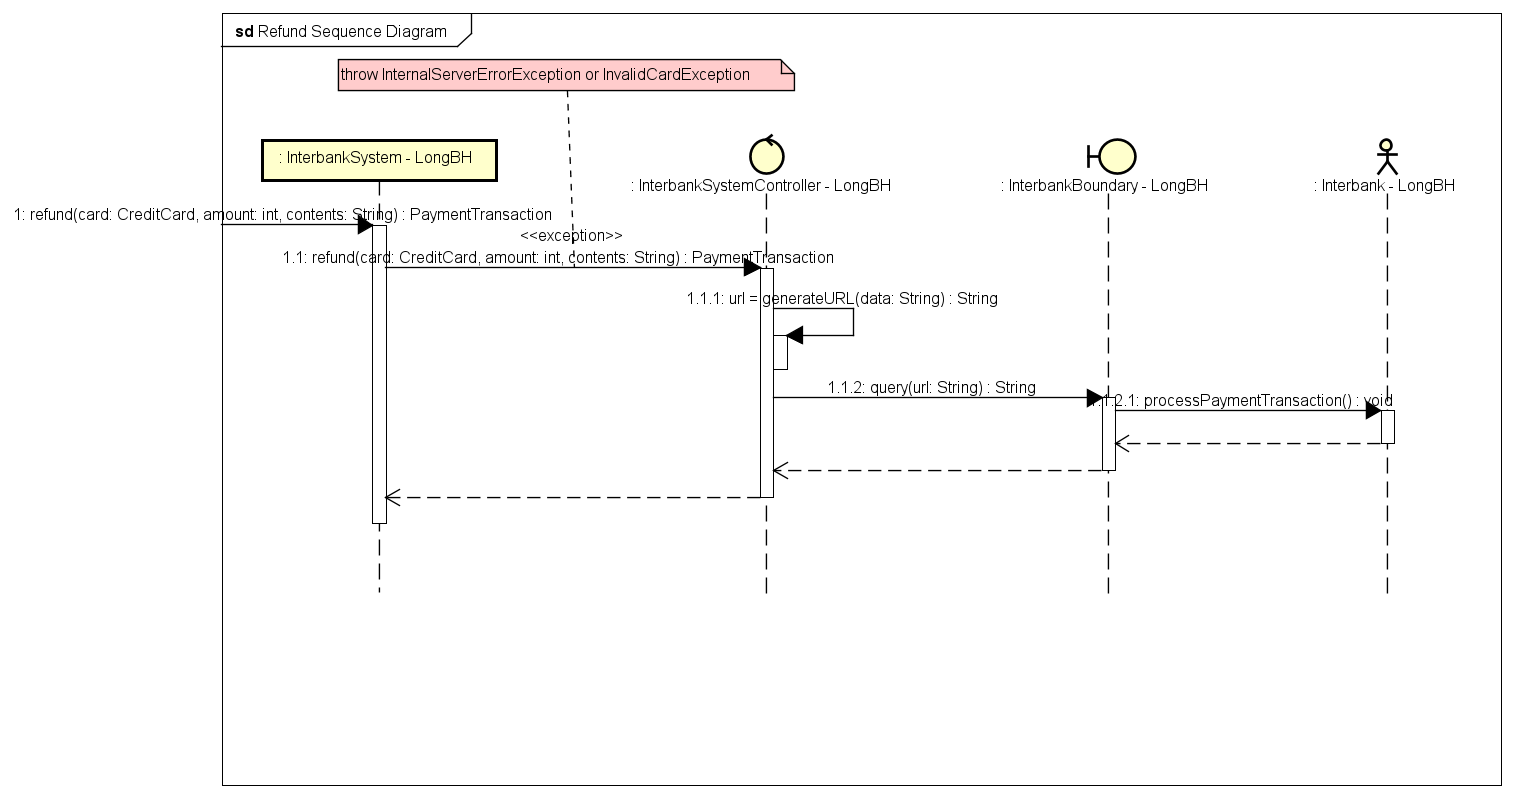 sd Refund Sequence Diagram
throw InternalServerErrorException or InvalidCardException
: InterbankSystem - LongBH
: InterbankSystemController - LongBH
: InterbankBoundary - LongBH
: Interbank - LongBH
1: refund(card: CreditCard, amount: int, contents: String) : PaymentTransaction
<<exception>>
1.1: refund(card: CreditCard, amount: int, contents: String) : PaymentTransaction
1.1.1: url = generateURL(data: String) : String
1.1.2: query(url: String) : String
1.1.2.1: processPaymentTransaction() : void